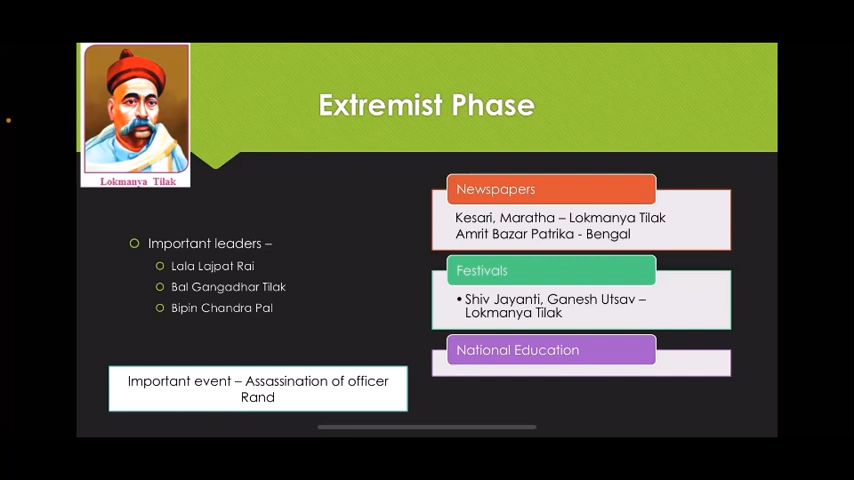 Extremist Phase
Lokmanya Tilak
Important leaders –
Lala Lajpat Rai
Bal Gangadhar Tilak
Bipin Chandra Pal
Important event – Assassination of officer
Rand
Newspapers
Kesari, Maratha – Lokmanya Tilak
Amrit Bazar Patrika - Bengal
Festivals
• Shiv Jayanti, Ganesh Utsav –
Lokmanya Tilak
National Education